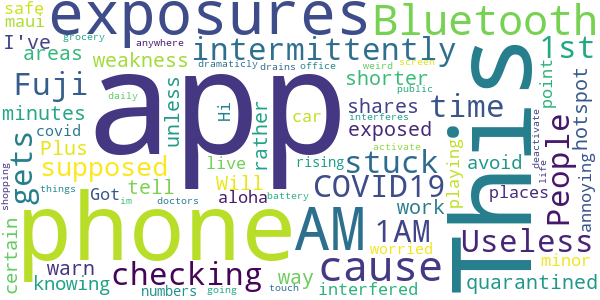 safe
maui
exposures
Bluetooth
grocery
anywhere
I've
areas
weakness
intermittently
dramaticly
drains
office
weird
screen
1st
Fuji
minutes
covid
Plus
supposed
gets
unless
Hi
app
rather
car
shares
exposed
shorter
time
public
interferes
daily
live
rising
stuck
This
People
point
hotspot
deactivate
annoying
avoid
playing
places
life
Useless
quarantined
minor
worried
activate
battery
COVID19
work
Got
tell
Will
aloha
certain
knowing
warn
shopping
things
im
doctors
phone
AM
1AM
cause
checking
way
numbers
going
touch
interfered